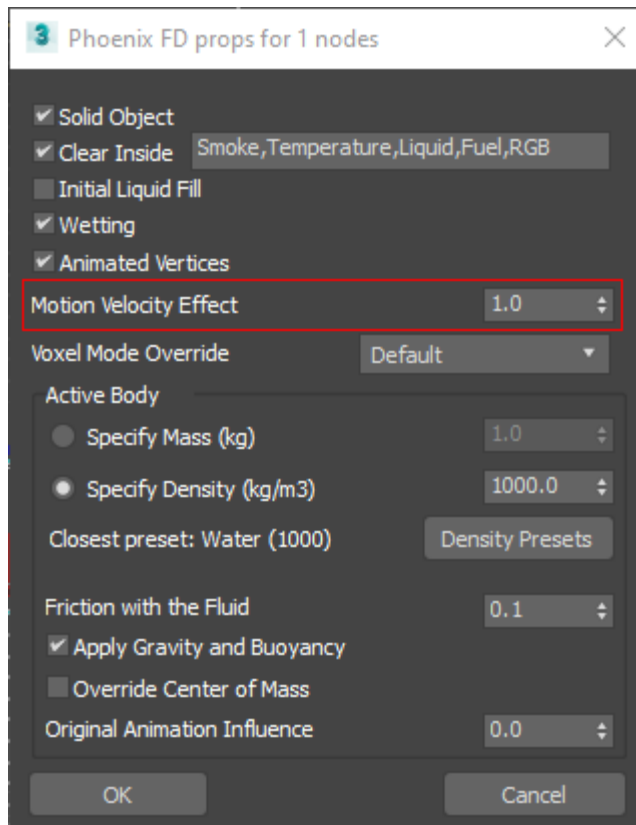 3 Phoenix FD props for 1 nodes
Solid Object
Clear Inside Smoke,Temperature,Liquid,Fuel,RGB
Initial Liquid Fill
Wetting
Animated Vertices
Motion Velocity Effect 1.0
Voxel Mode Override Default
Active Body
Specify Mass (kg) 1.0
Specify Density (kg/m3) 1000.0
Closest preset: Water (1000) Density Presets
Friction with the Fluid 0.1
Apply Gravity and Buoyancy
Override Center of Mass
Original Animation Influence 0.0
OK Cancel